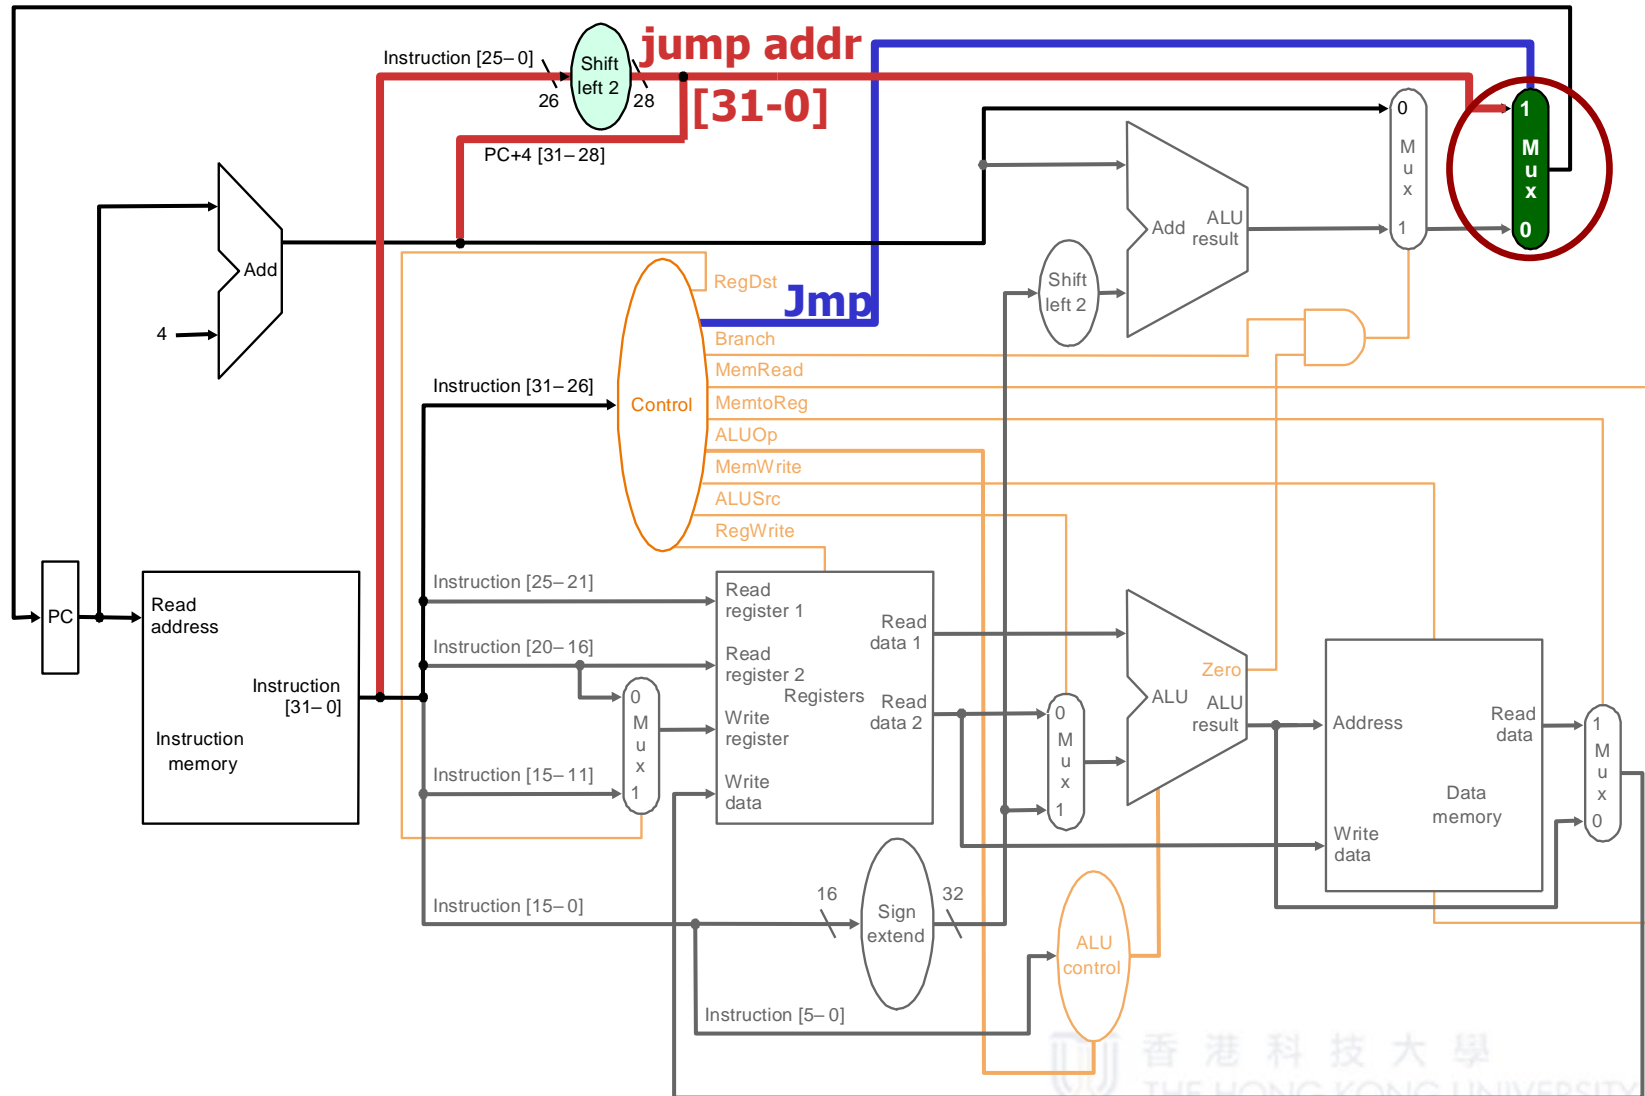 jump addr
[31-0]
Instruction [25–0]
26
Shift
left 2
28
PC+4 [31–28]
Add
4
0
M
u
x
1
1
M
u
x
0
Add
ALU
result
Shift
left 2
RegDst
Jmp
Branch
MemRead
MemtoReg
ALUOp
MemWrite
ALUSrc
RegWrite
Control
Instruction [31–26]
PC
Read
address
Instruction
[31–0]
Instruction
memory
Instruction [25–21]
Instruction [20–16]
Instruction [15–11]
0
M
u
x
1
Read
register 1
Read
register 2
Registers
Write
register
Write
data
Read
data 1
Read
data 2
0
M
u
x
1
Zero
ALU
ALU
result
Address
Read
data
Data
memory
Write
data
1
M
u
x
0
Instruction [15–0]
16
Sign
extend
32
ALU
control
Instruction [5–0]
香港科技大學
THE HONG KONG UNIVERSITY